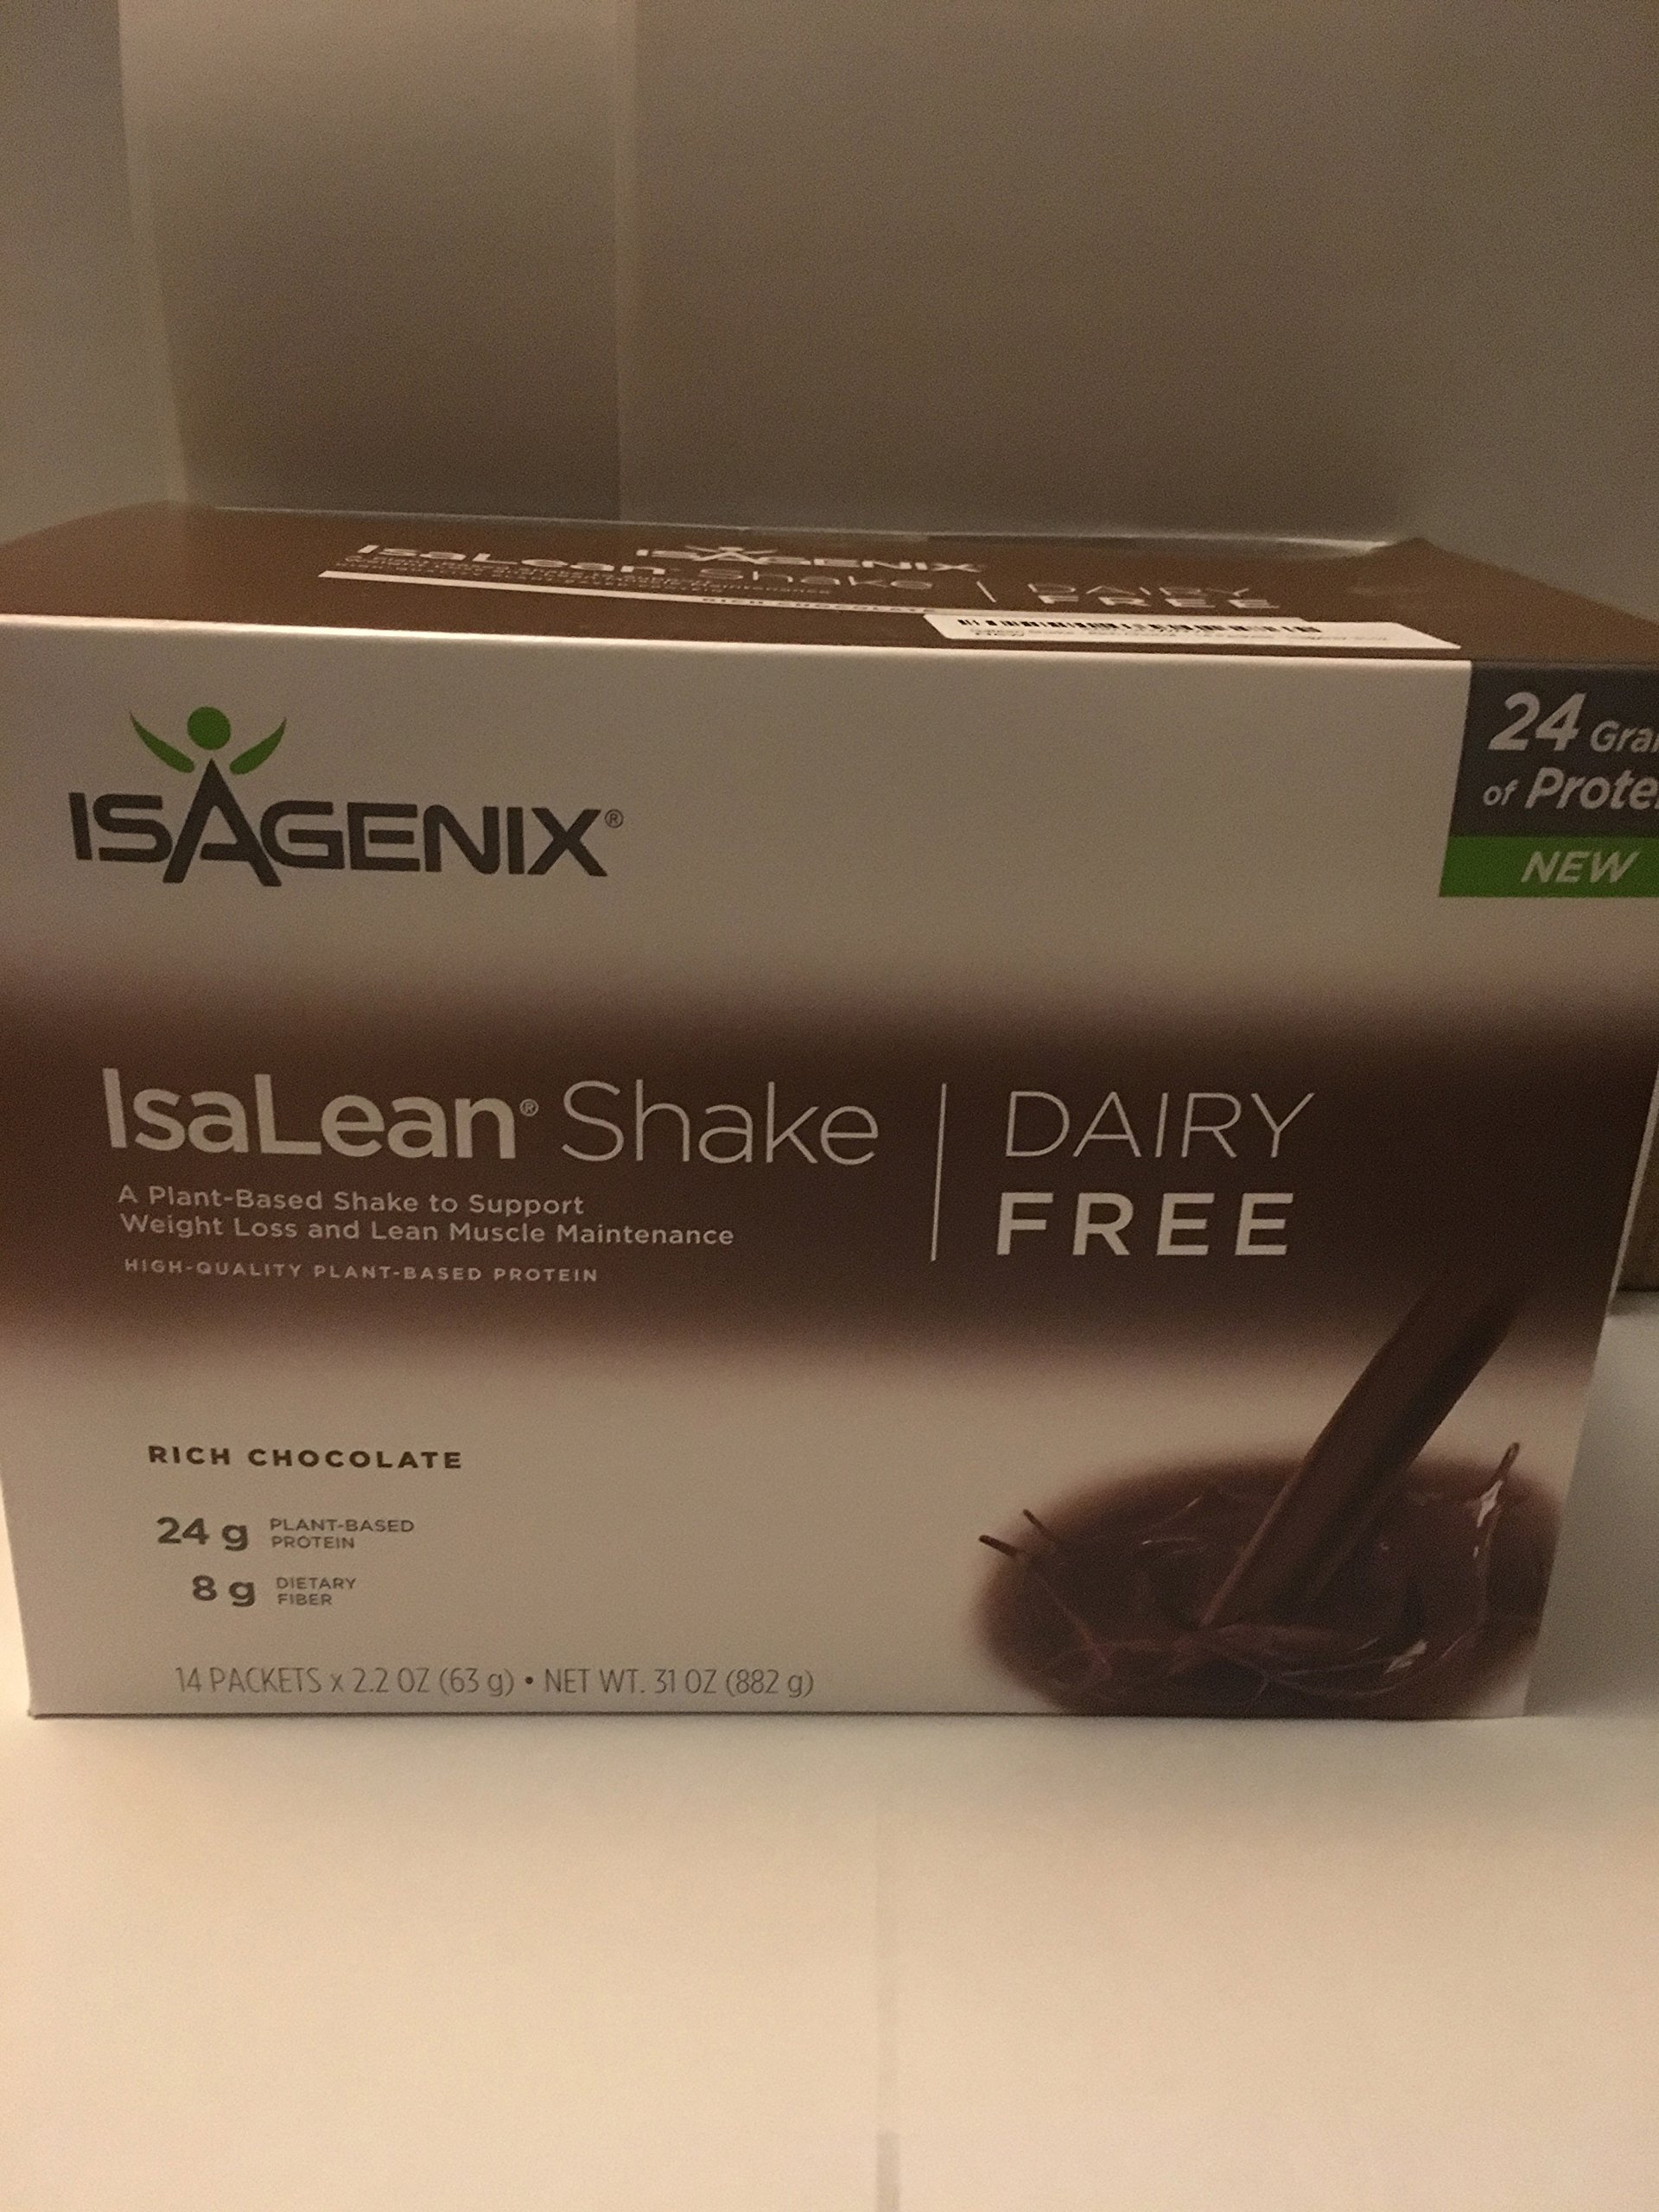 ISAGENIX
IsaLean Shake | DAIRY
FREE
RICH CHOCOLATE
ISAGENIX®
24 Gra
of Prote
NEW
IsaLean® Shake | DAIRY
FREE
A Plant-Based Shake to Support
Weight Loss and Lean Muscle Maintenance
HIGH-QUALITY PLANT-BASED PROTEIN
RICH CHOCOLATE
24 g PLANT-BASED
PROTEIN
8 g DIETARY
FIBER
14 PACKETS x 2.2 OZ (63 g) • NET WT. 31 OZ (882 g)